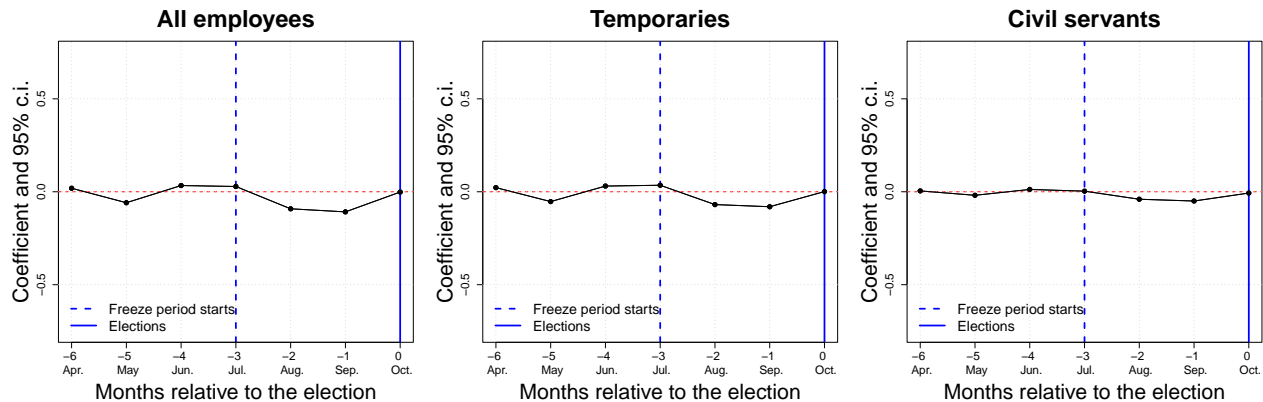 All employees
Coefficient and 95% c.i.
0.5
0.0
−0.5
Freeze period starts
Elections
−6 −5 −4 −3 −2 −1 0
Apr. May Jun. Jul. Aug. Sep. Oct.
Months relative to the election
Temporaries
Coefficient and 95% c.i.
0.5
0.0
−0.5
Freeze period starts
Elections
−6 −5 −4 −3 −2 −1 0
Apr. May Jun. Jul. Aug. Sep. Oct.
Months relative to the election
Civil servants
Coefficient and 95% c.i.
0.5
0.0
−0.5
Freeze period starts
Elections
−6 −5 −4 −3 −2 −1 0
Apr. May Jun. Jul. Aug. Sep. Oct.
Months relative to the election